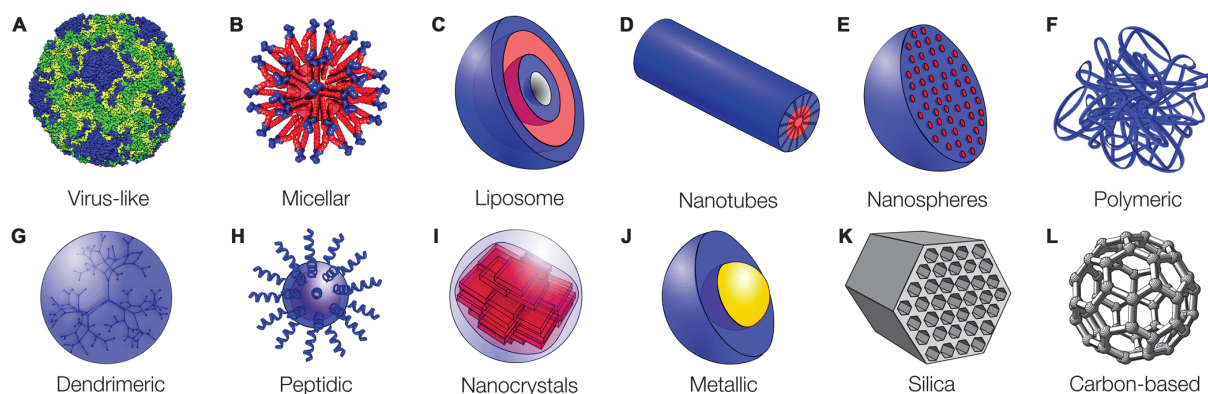 A B C D E F
Virus-like Micellar Liposome Nanotubes Nanospheres Polymeric
G H I J K L
Dendrimeric Peptidic Nanocrystals Metallic Silica Carbon-based